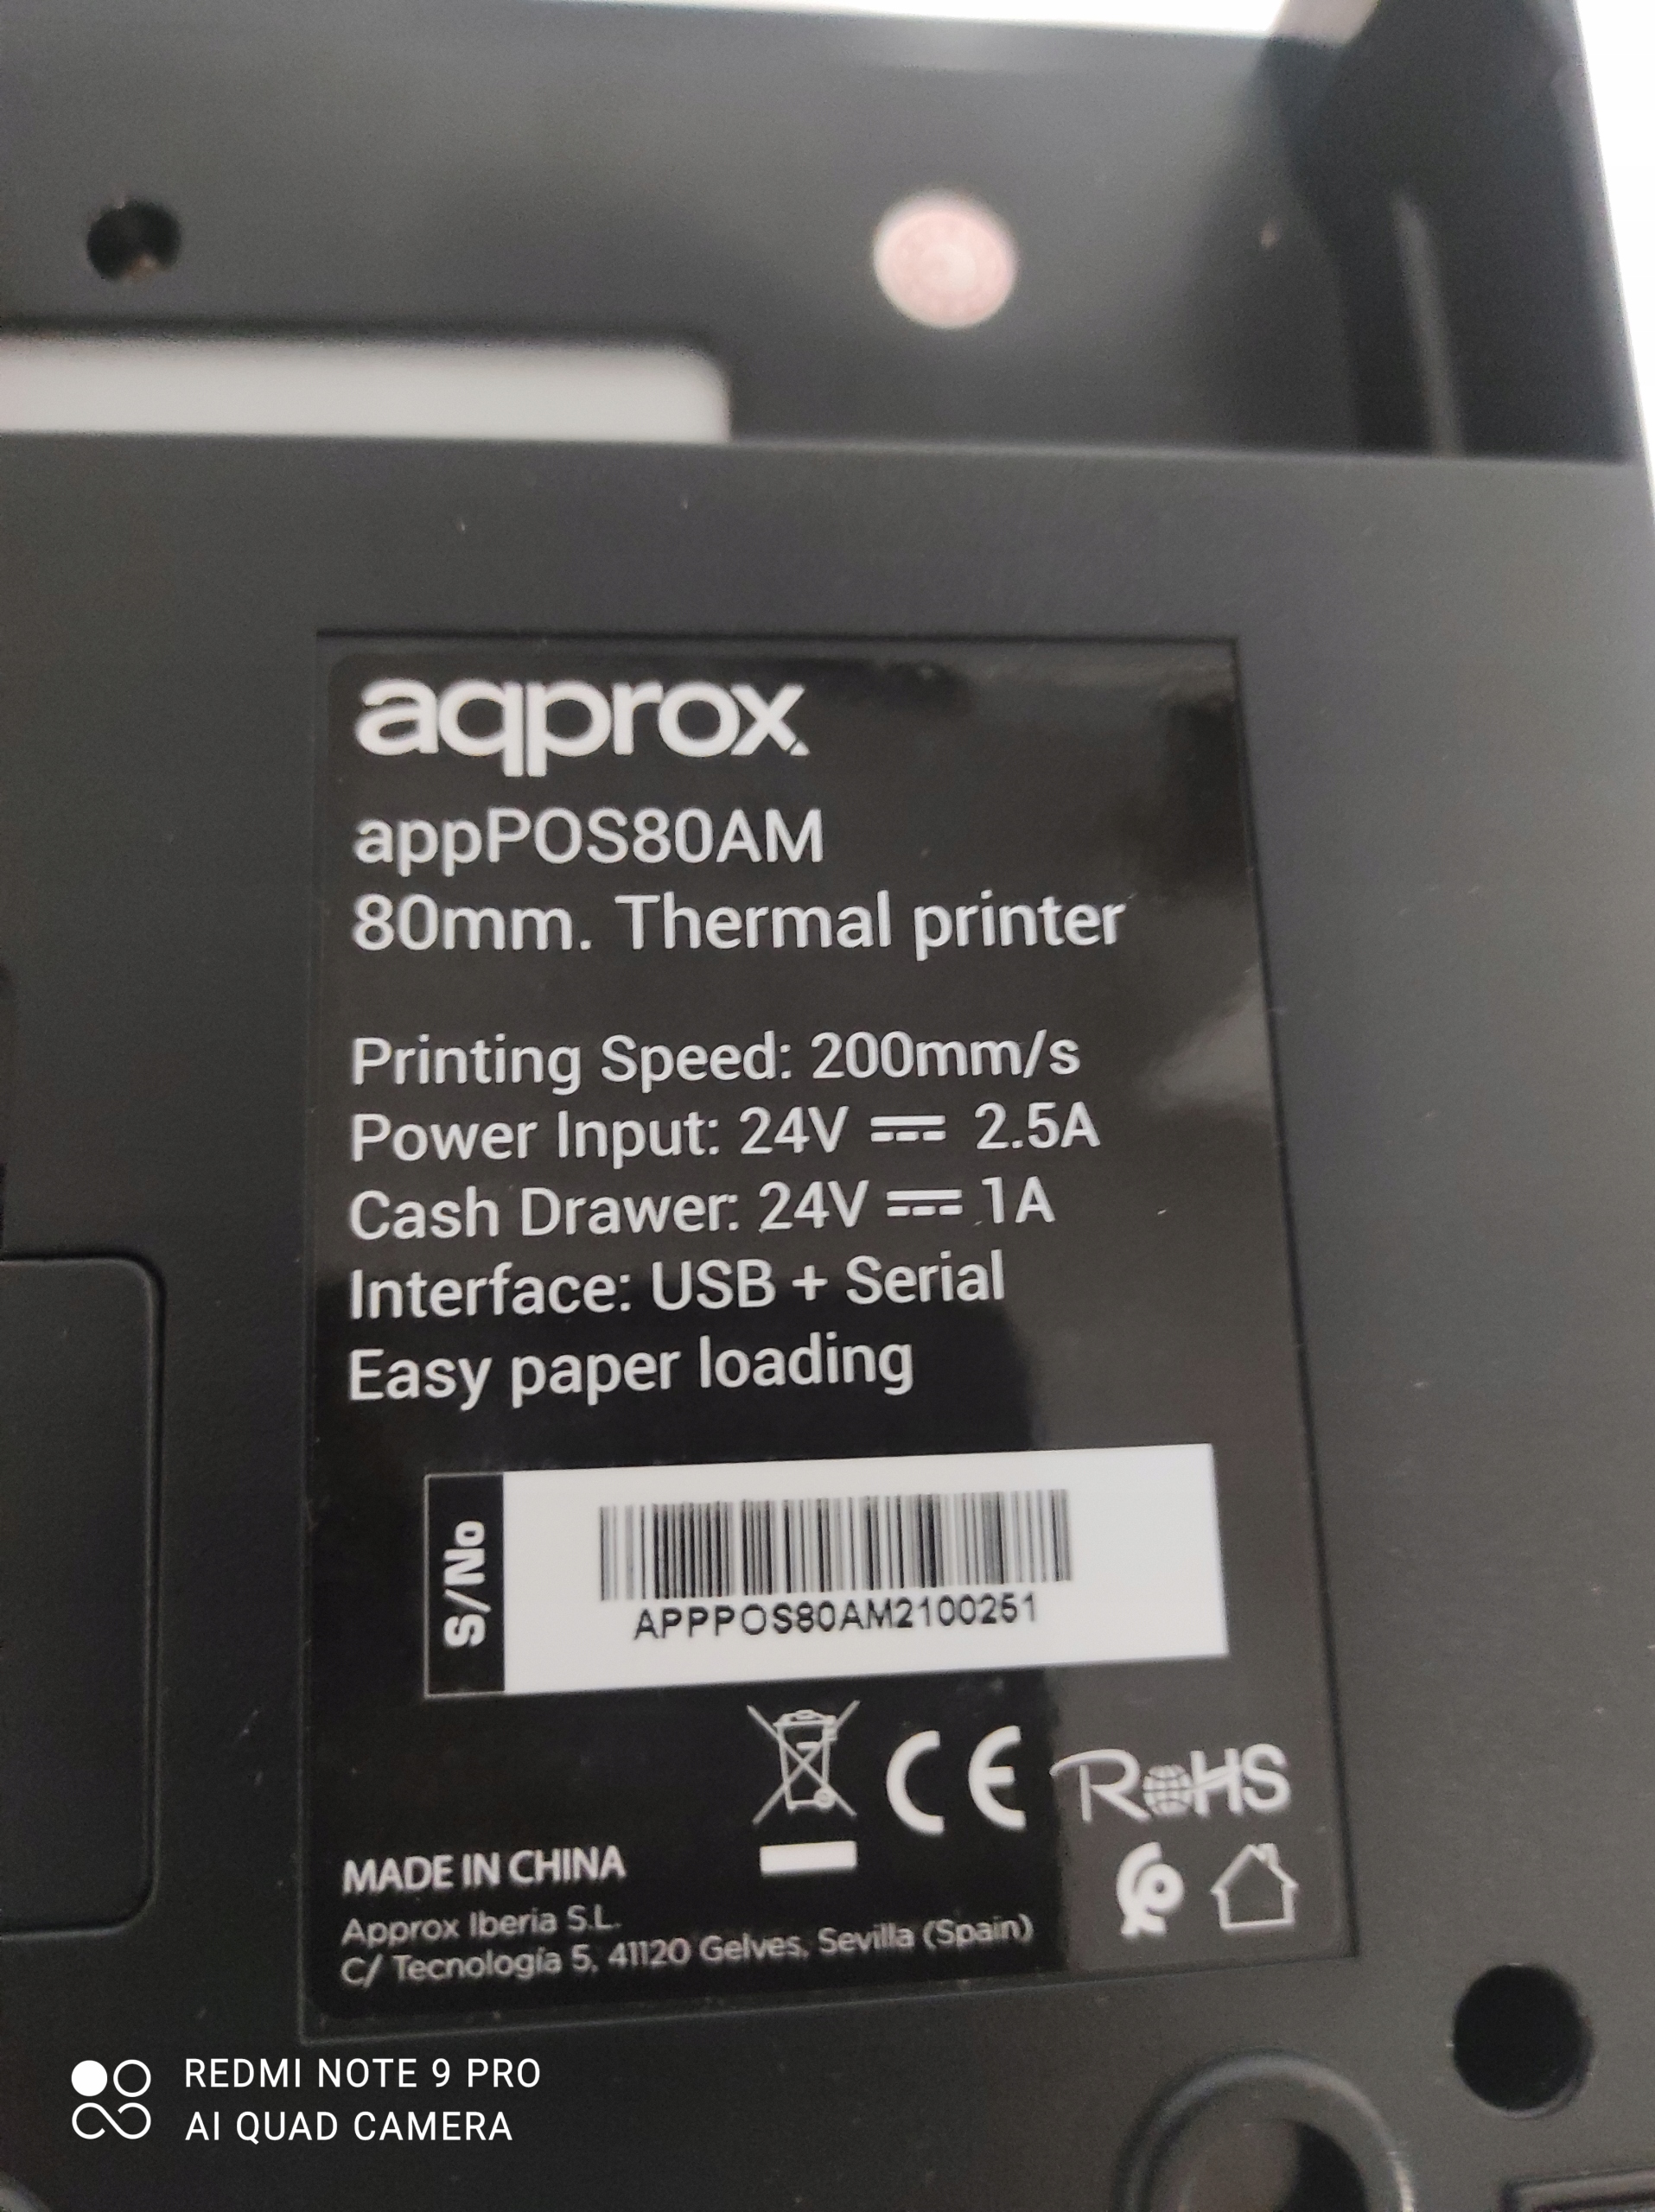 aqprox.
appPOS80AM
80mm. Thermal printer
Printing Speed: 200mm/s
Power Input: 24V ⎓ 2.5A
Cash Drawer: 24V ⎓ 1A
Interface: USB + Serial
Easy paper loading
S/No
APPPOS80AM2100251
CE RoHS
MADE IN CHINA
Approx Iberia S.L.
C/ Tecnología 5, 41120 Gelves, Sevilla (Spain)
REDMI NOTE 9 PRO
AI QUAD CAMERA